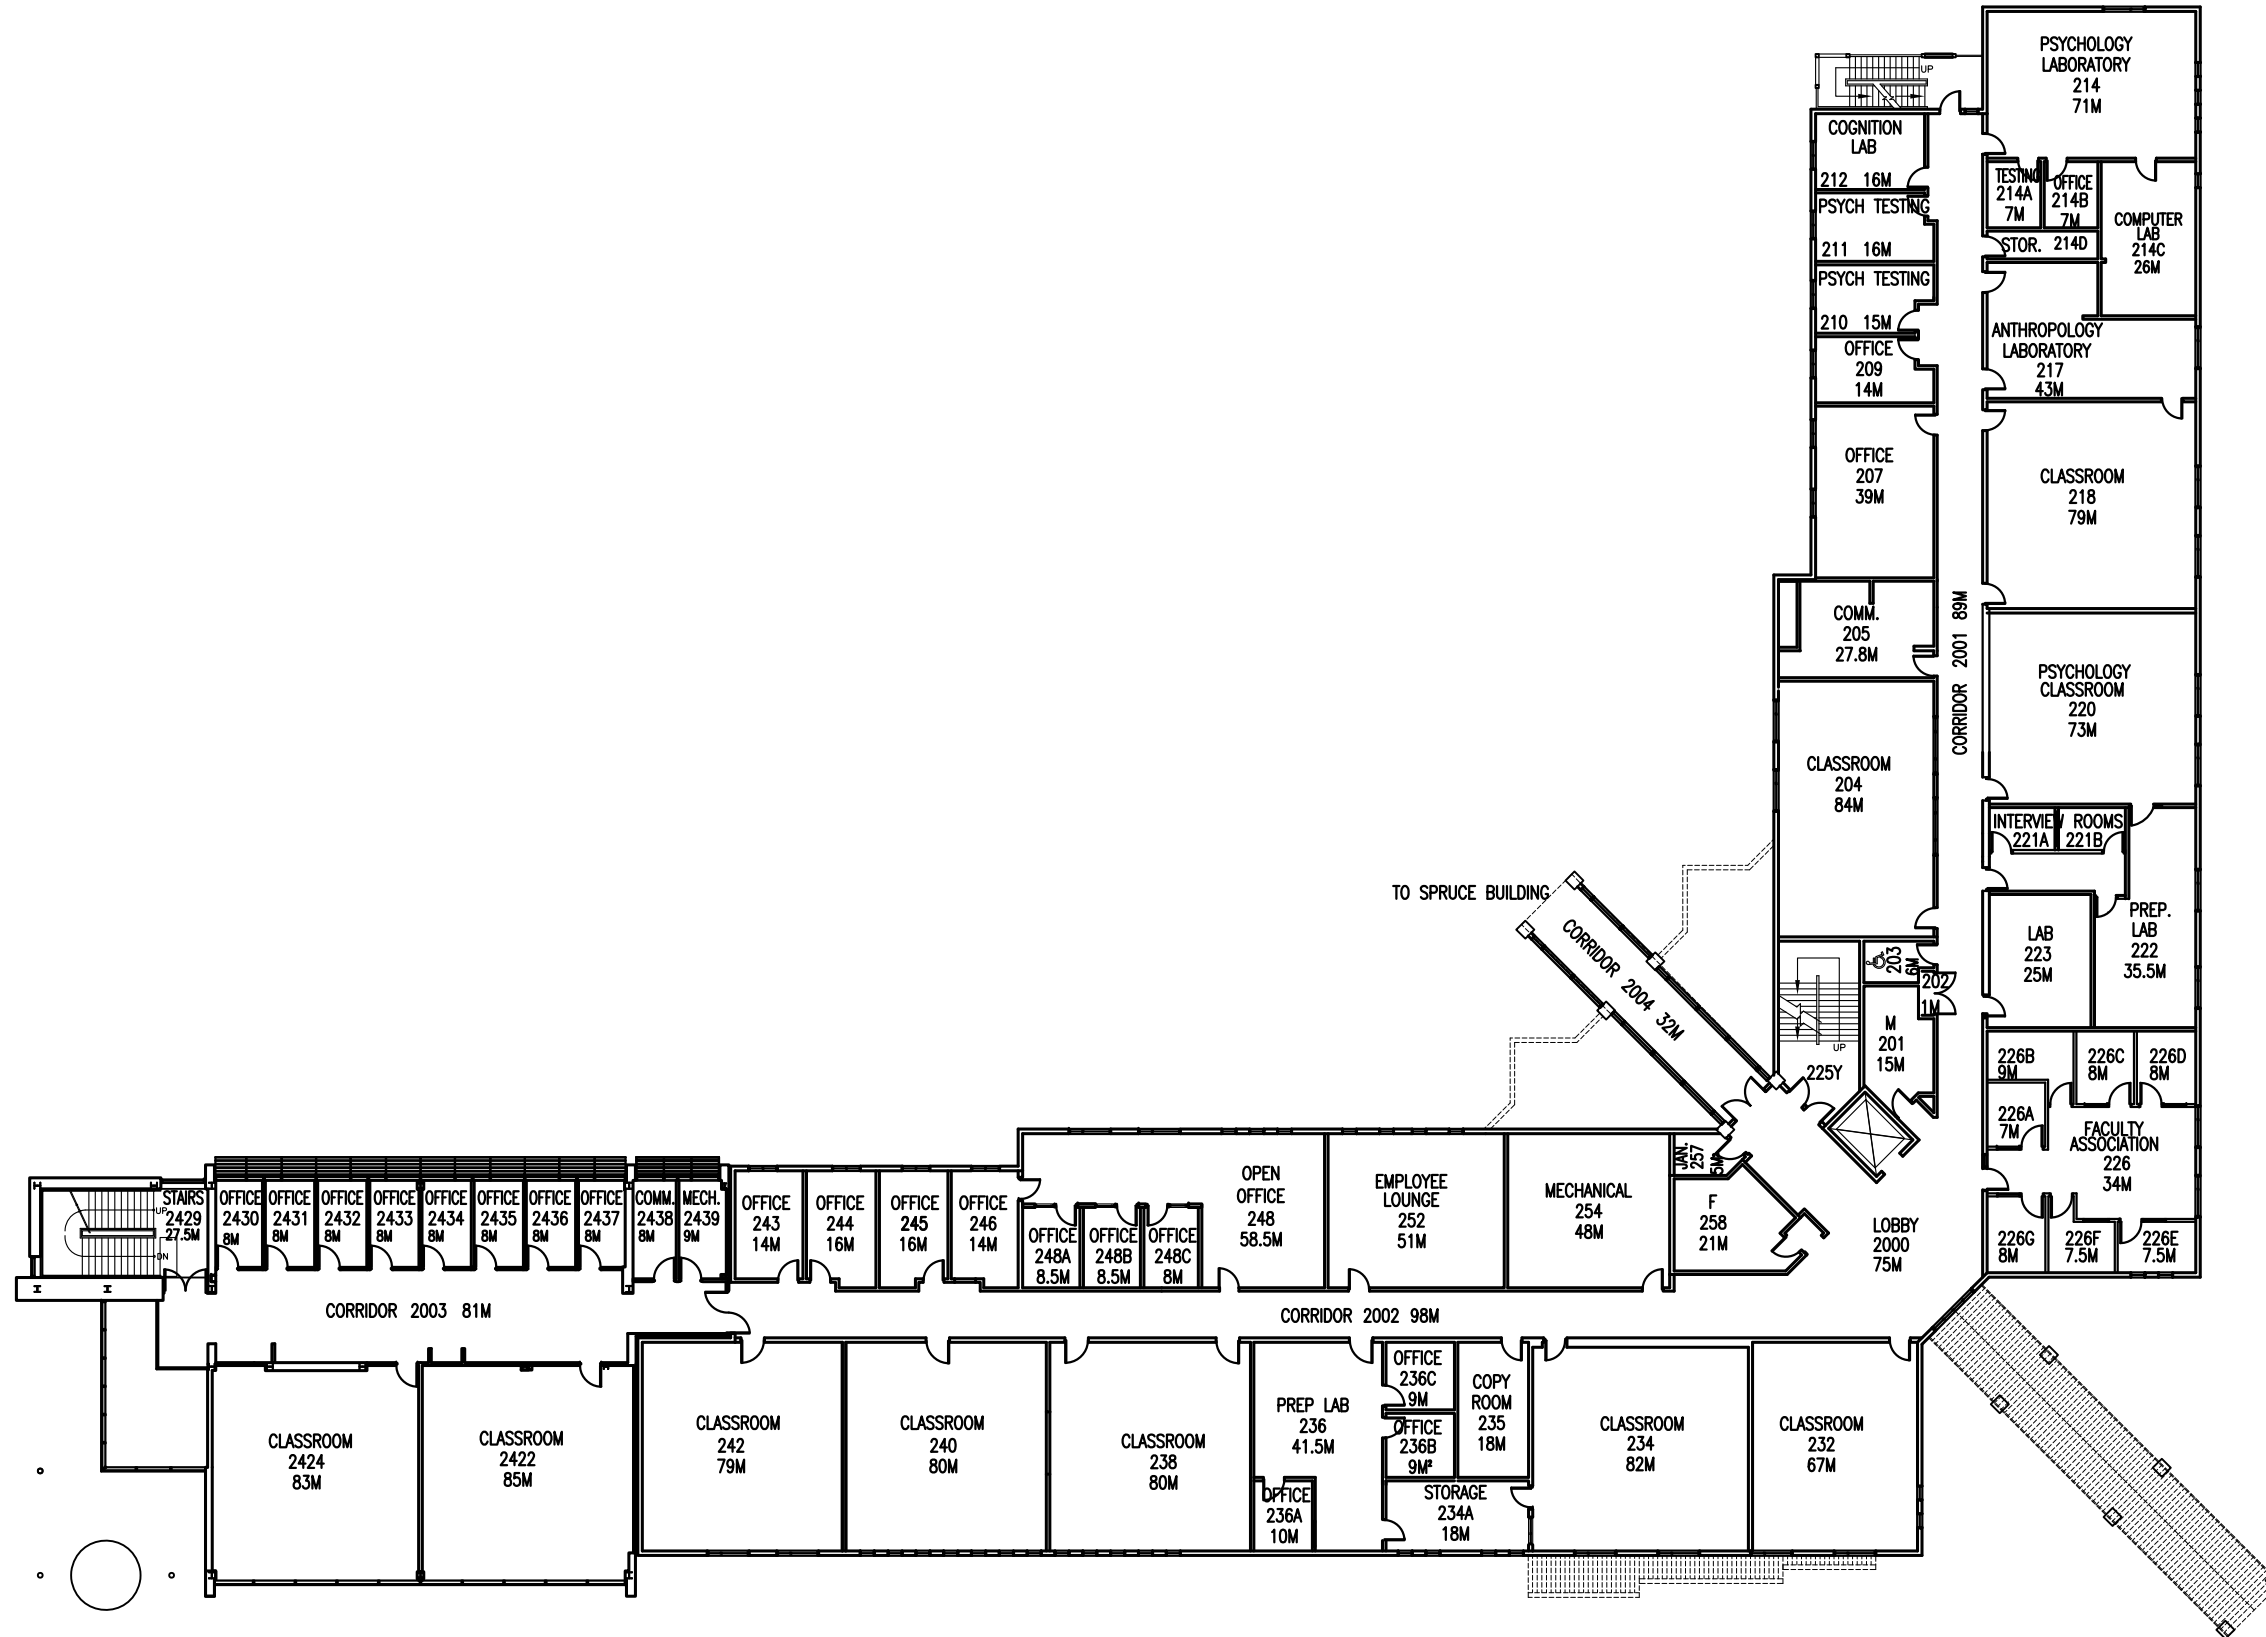 PSYCHOLOGY
LABORATORY
214
71M
UP
COGNITION
LAB
212 16M
TESTING
214A
7M
OFFICE
214B
7M
COMPUTER
LAB
214C
26M
PSYCH TESTING
211 16M
STOR. 214D
PSYCH TESTING
210 15M
ANTHROPOLOGY
LABORATORY
217
43M
OFFICE
209
14M
OFFICE
207
39M
CLASSROOM
218
79M
COMM.
205
27.8M
CORRIDOR 2001 89M
PSYCHOLOGY
CLASSROOM
220
73M
CLASSROOM
204
84M
INTERVIEW ROOMS
221A 221B
TO SPRUCE BUILDING
CORRIDOR 2004 32M
PREP.
LAB
222
35.5M
LAB
223
25M
203
6M
202
1M
M
201
15M
UP
225Y
226B
9M
226C
8M
226D
8M
226A
7M
FACULTY
ASSOCIATION
226
34M
226G
8M
226F
7.5M
226E
7.5M
JAN.
257
5M
F
258
21M
LOBBY
2000
75M
MECHANICAL
254
48M
EMPLOYEE
LOUNGE
252
51M
OPEN
OFFICE
248
58.5M
OFFICE
248A
8.5M
OFFICE
248B
8.5M
OFFICE
248C
8M
OFFICE
246
14M
OFFICE
245
16M
OFFICE
244
16M
OFFICE
243
14M
MECH.
2439
9M
COMM.
2438
8M
OFFICE
2437
8M
OFFICE
2436
8M
OFFICE
2435
8M
OFFICE
2434
8M
OFFICE
2433
8M
OFFICE
2432
8M
OFFICE
2431
8M
OFFICE
2430
8M
STAIRS
2429
27.5M
UP
DN
CORRIDOR 2003 81M
CORRIDOR 2002 98M
CLASSROOM
2424
83M
CLASSROOM
2422
85M
CLASSROOM
242
79M
CLASSROOM
240
80M
CLASSROOM
238
80M
PREP LAB
236
41.5M
OFFICE
236A
10M
OFFICE
236C
9M
OFFICE
236B
9M²
COPY
ROOM
235
18M
STORAGE
234A
18M
CLASSROOM
234
82M
CLASSROOM
232
67M